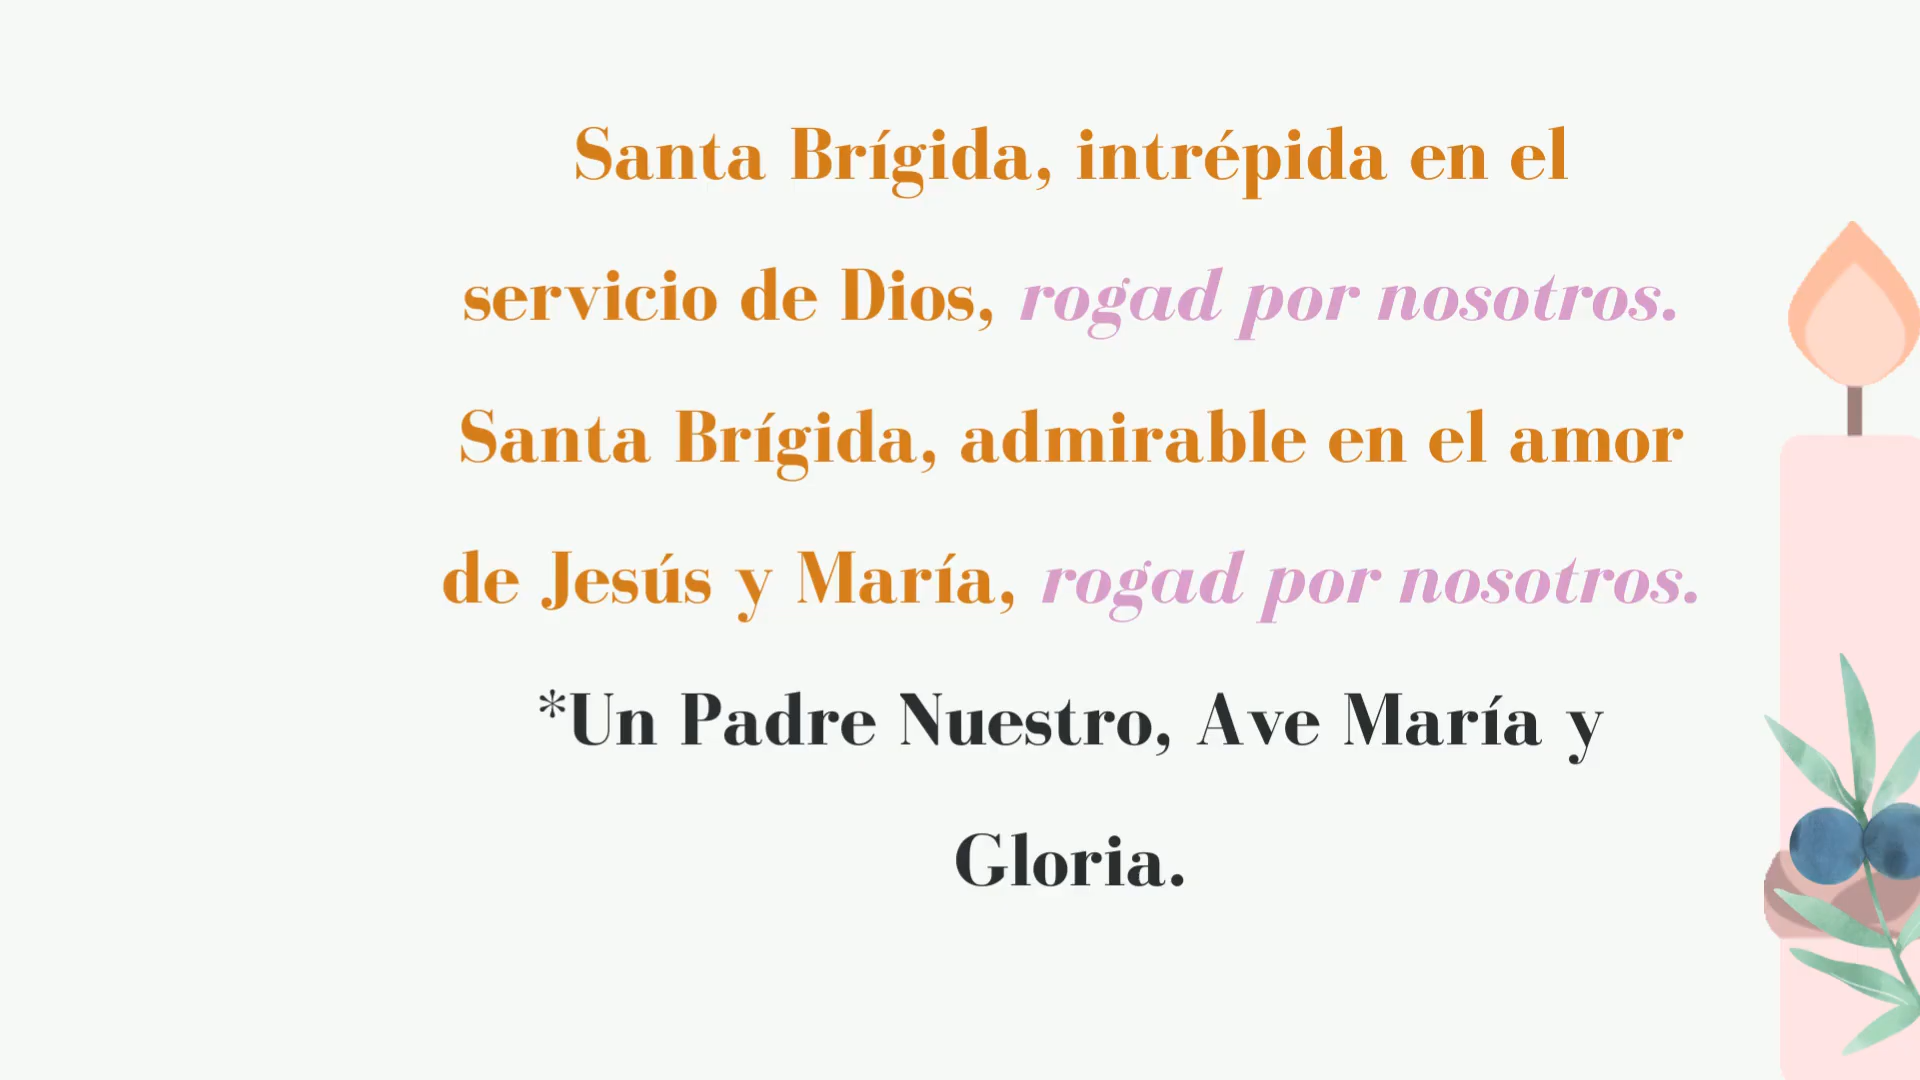 Santa Brígida, intrépida en el
servicio de Dios, rogad por nosotros.
Santa Brígida, admirable en el amor
de Jesús y María, rogad por nosotros.
*Un Padre Nuestro, Ave María y
Gloria.